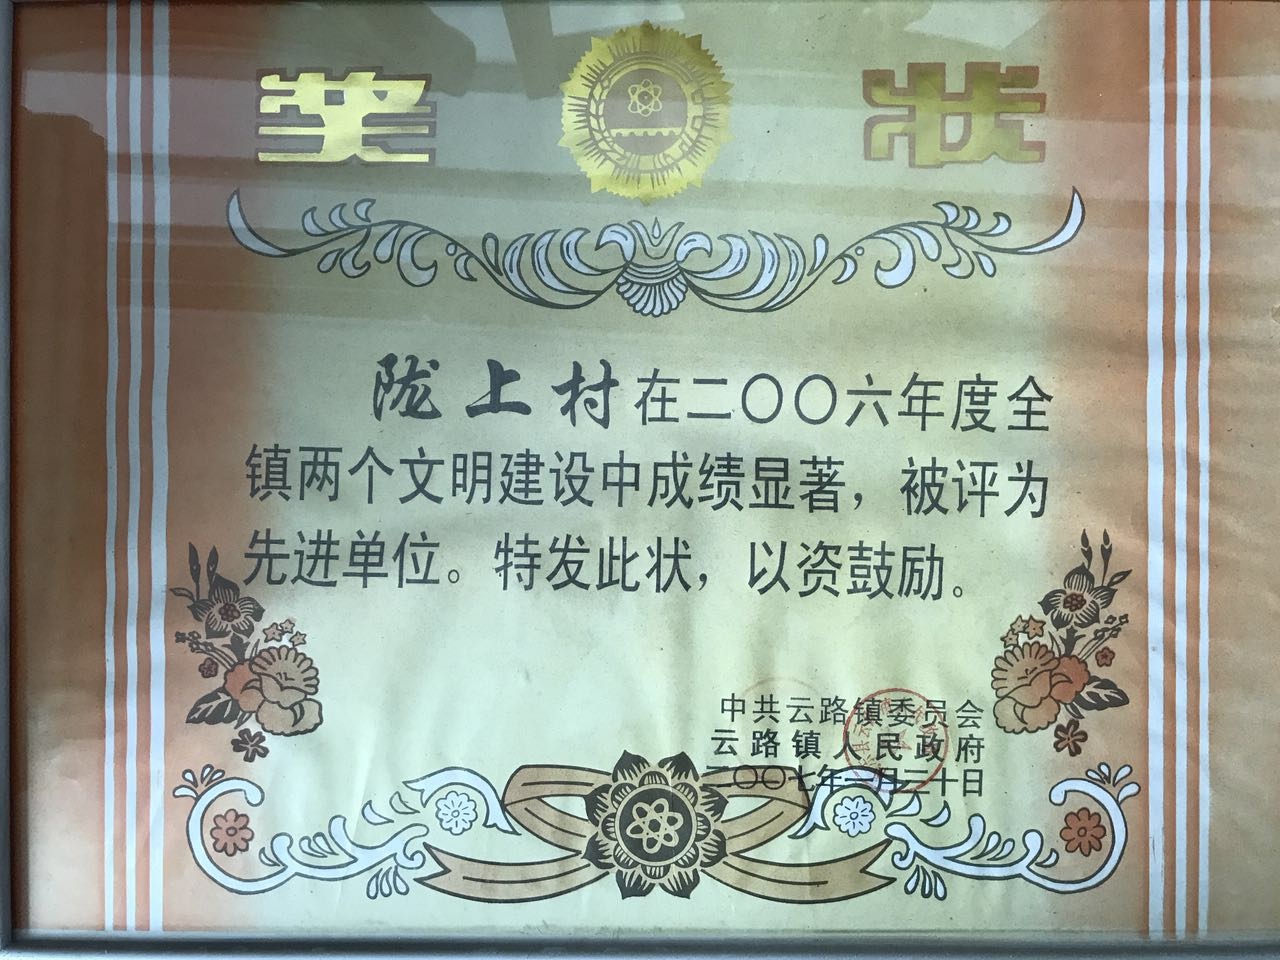 奖状
陇上村在二〇〇六年度全
镇两个文明建设中成绩显著，被评为
先进单位。特发此状，以资鼓励。
中共云路镇委员会
云路镇人民政府
二〇〇七年一月二十日